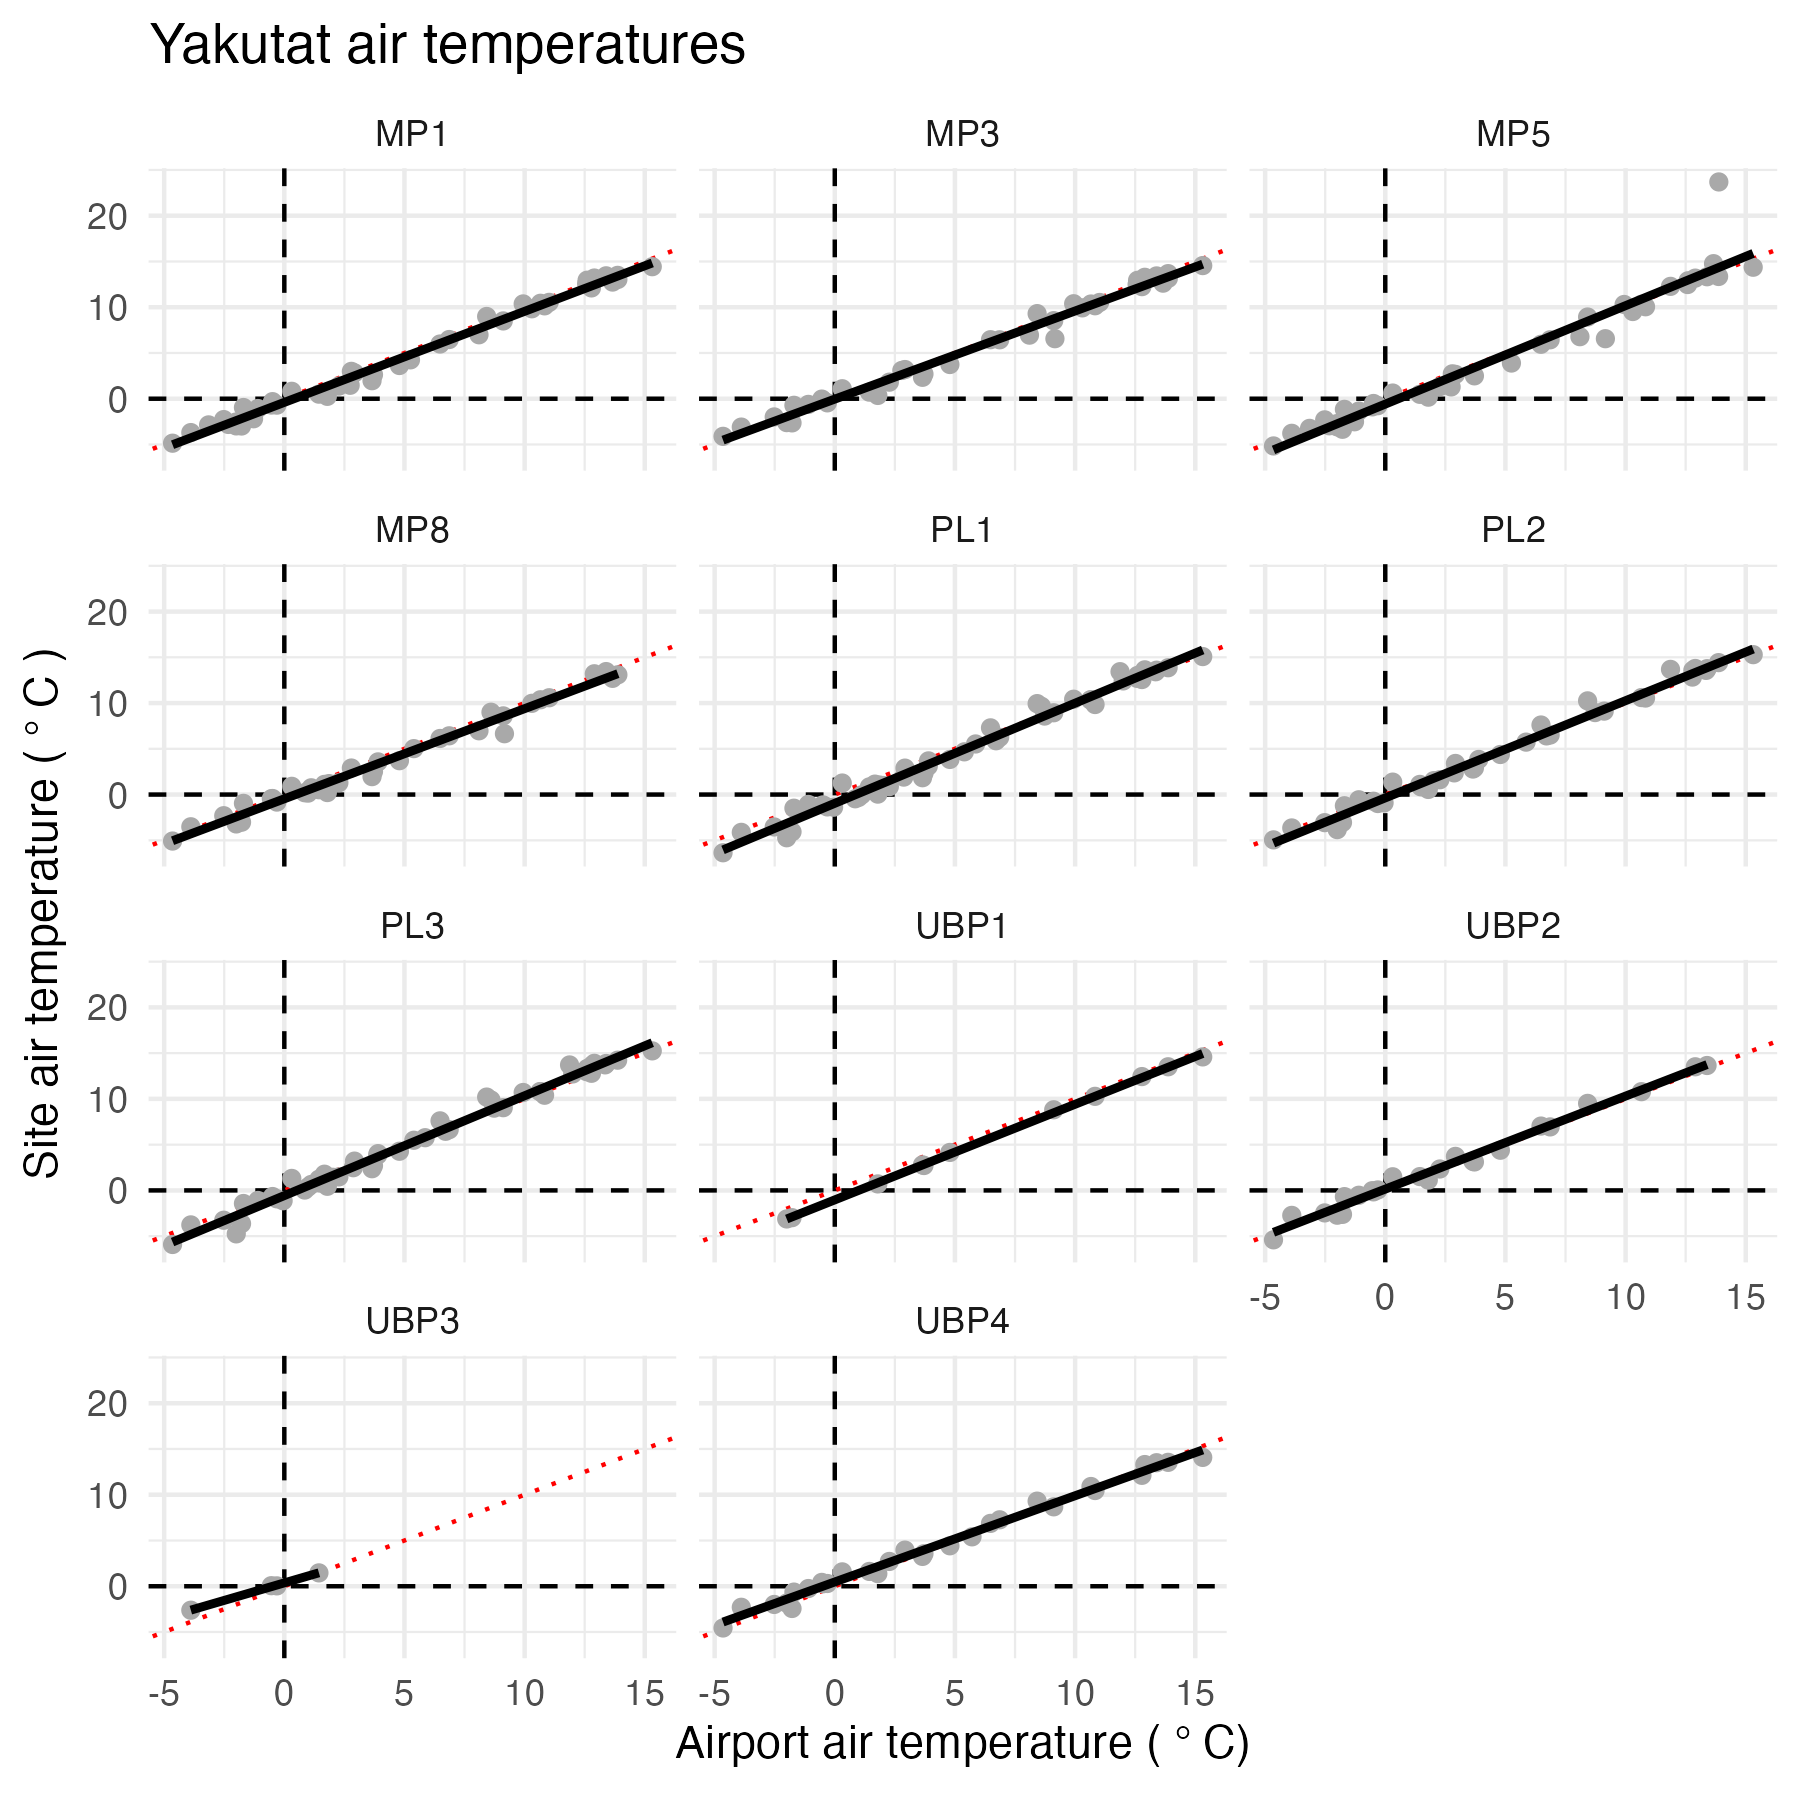 Yakutat air temperatures
MP1
MP3
MP5
20
10
0
MP8
PL1
PL2
20
10
0
Site air temperature ( ° C )
PL3
UBP1
UBP2
20
10
0
-5 0 5 10 15
UBP3
UBP4
20
10
0
-5 0 5 10 15
-5 0 5 10 15
Airport air temperature ( ° C)